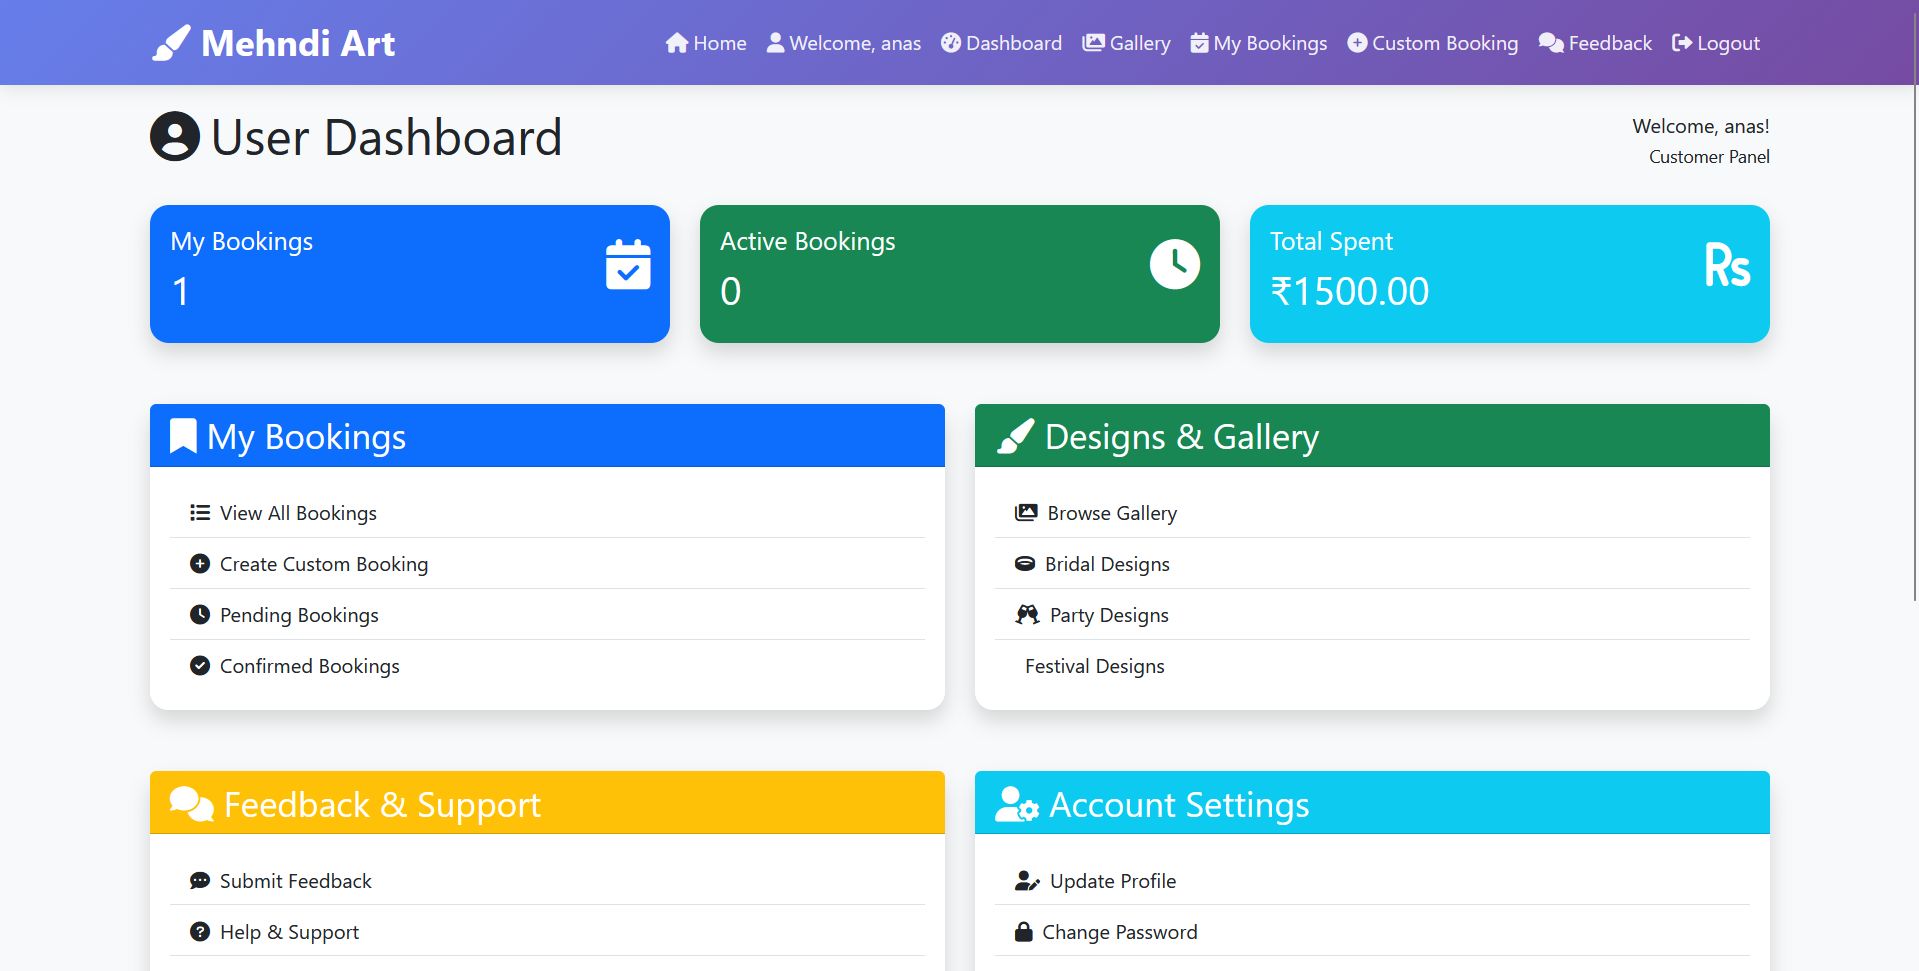 Mehndi Art
Home Welcome, anas Dashboard Gallery My Bookings Custom Booking Feedback Logout
User Dashboard
Welcome, anas!
Customer Panel
My Bookings
1
Active Bookings
0
Total Spent
₹1500.00
Rs
My Bookings
View All Bookings
Create Custom Booking
Pending Bookings
Confirmed Bookings
Designs & Gallery
Browse Gallery
Bridal Designs
Party Designs
Festival Designs
Feedback & Support
Submit Feedback
Help & Support
Account Settings
Update Profile
Change Password